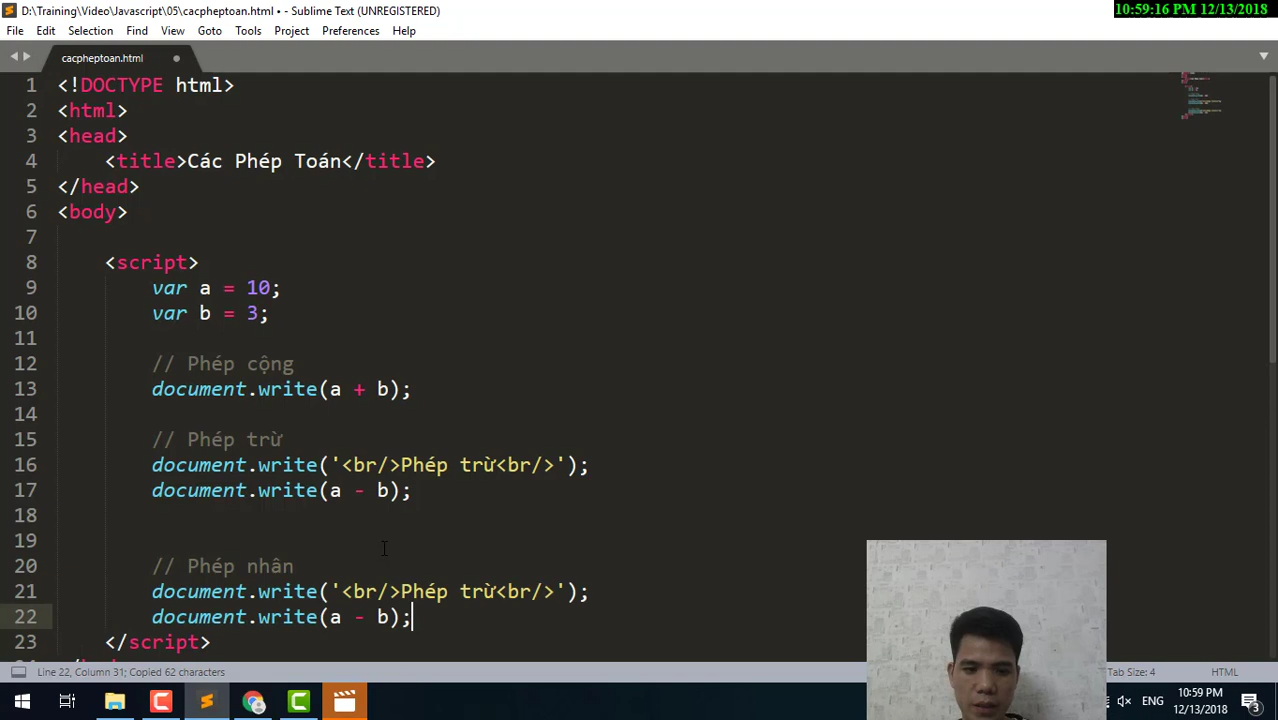 D:\Training\Video\Javascript\05\cacpheptoan.html • - Sublime Text (UNREGISTERED)
10:59:16 PM 12/13/2018
File Edit Selection Find View Goto Tools Project Preferences Help
cacpheptoan.html
1 <!DOCTYPE html>
2 <html>
3 <head>
4 <title>Các Phép Toán</title>
5 </head>
6 <body>
7
8 <script>
9 var a = 10;
10 var b = 3;
11
12 // Phép cộng
13 document.write(a + b);
14
15 // Phép trừ
16 document.write('<br/>Phép trừ<br/>');
17 document.write(a - b);
18
19
20 // Phép nhân
21 document.write('<br/>Phép trừ<br/>');
22 document.write(a - b);
23 </script>
Line 22, Column 31; Copied 62 characters
Tab Size: 4 HTML
ENG
10:59 PM
12/13/2018
3